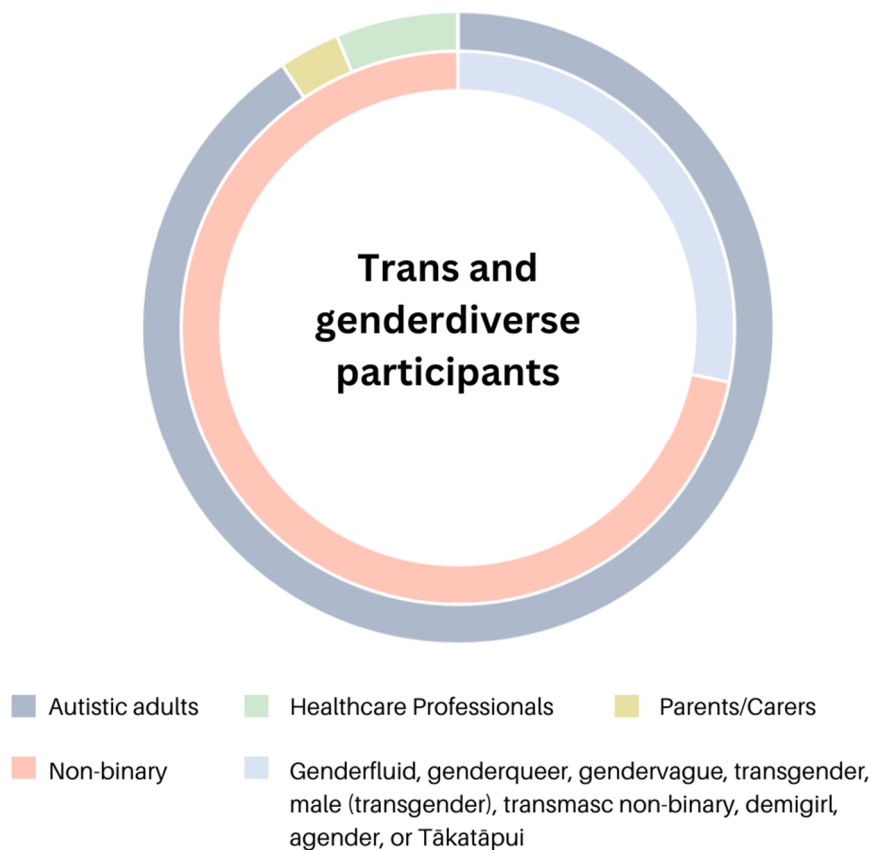 Trans and
genderdiverse
participants
Autistic adults
Healthcare Professionals
Parents/Carers
Non-binary
Genderfluid, genderqueer, gendervague, transgender,
male (transgender), transmasc non-binary, demigirl,
agender, or Tākatāpui